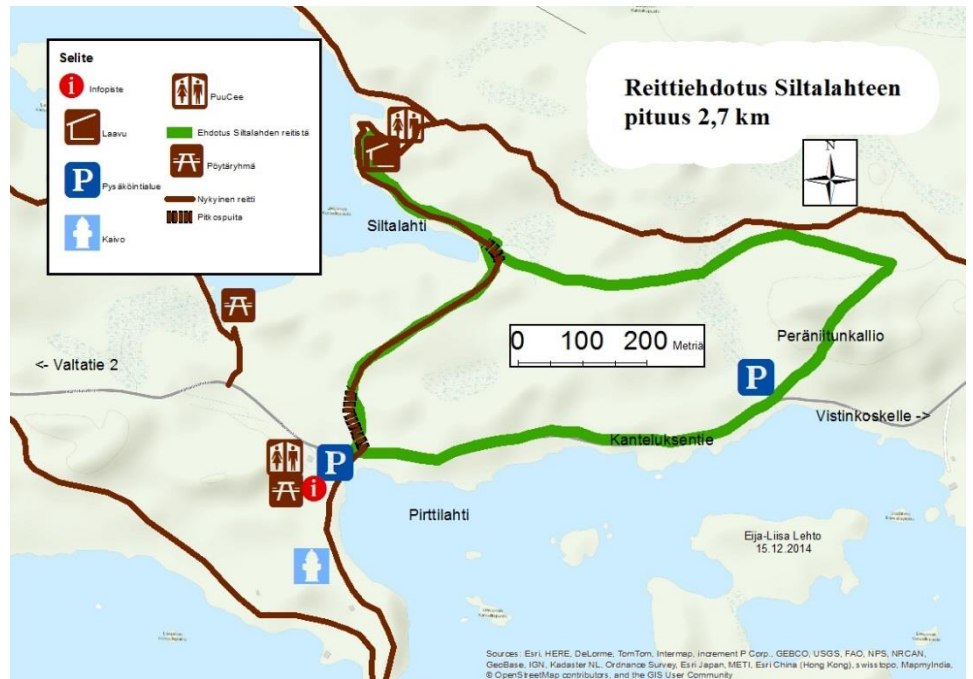 Selite
i Infopiste
PuuCee
Laavu
Ehdotus Siltalahden reitistä
Pöytäryhmä
P Pysäköintialue
Nykyinen reitti
Pitkospuita
Kaivo
Reittiehdotus Siltalahteen
pituus 2,7 km
N
Siltalahti
0 100 200 Metriä
Peräniitunkallio
<- Valtatie 2
P
Vistinkoskelle ->
Kanteluksentie
P
i
Pirttilahti
Eija-Liisa Lehto
15.12.2014
Sources: Esri, HERE, DeLorme, TomTom, Intermap, increment P Corp., GEBCO, USGS, FAO, NPS, NRCAN,
GeoBase, IGN, Kadaster NL, Ordnance Survey, Esri Japan, METI, Esri China (Hong Kong), swisstopo, MapmyIndia,
© OpenStreetMap contributors, and the GIS User Community